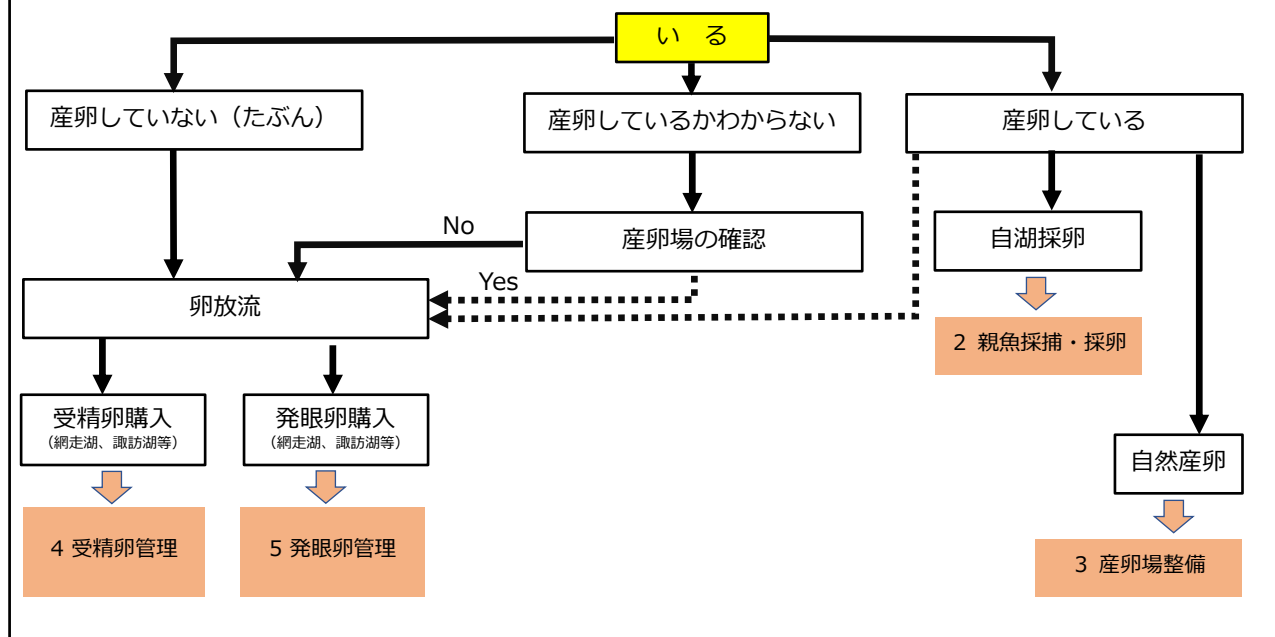 い る
産卵していない（たぶん）
産卵しているかわからない
産卵している
No
産卵場の確認
自湖採卵
Yes
卵放流
2 親魚採捕・採卵
受精卵購入
（網走湖、諏訪湖等）
発眼卵購入
（網走湖、諏訪湖等）
自然産卵
4 受精卵管理
5 発眼卵管理
3 産卵場整備